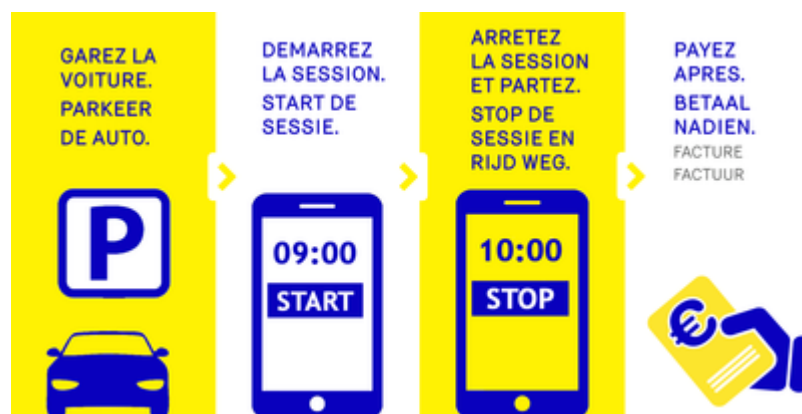 GAREZ LA
VOITURE.
PARKEER
DE AUTO.
P
DEMARREZ
LA SESSION.
START DE
SESSIE.
09:00
START
ARRETEZ
LA SESSION
ET PARTEZ.
STOP DE
SESSIE EN
RIJD WEG.
10:00
STOP
PAYEZ
APRES.
BETAAL
NADIEN.
FACTURE
FACTUUR
€